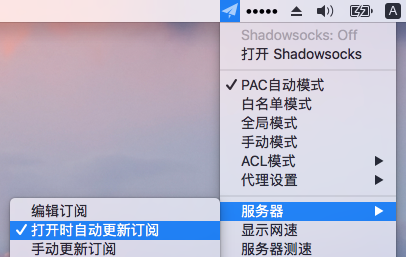 A
Shadowsocks: Off
打开 Shadowsocks
PAC自动模式
白名单模式
全局模式
手动模式
ACL模式
代理设置
服务器
显示网速
服务器测速
编辑订阅
打开时自动更新订阅
手动更新订阅